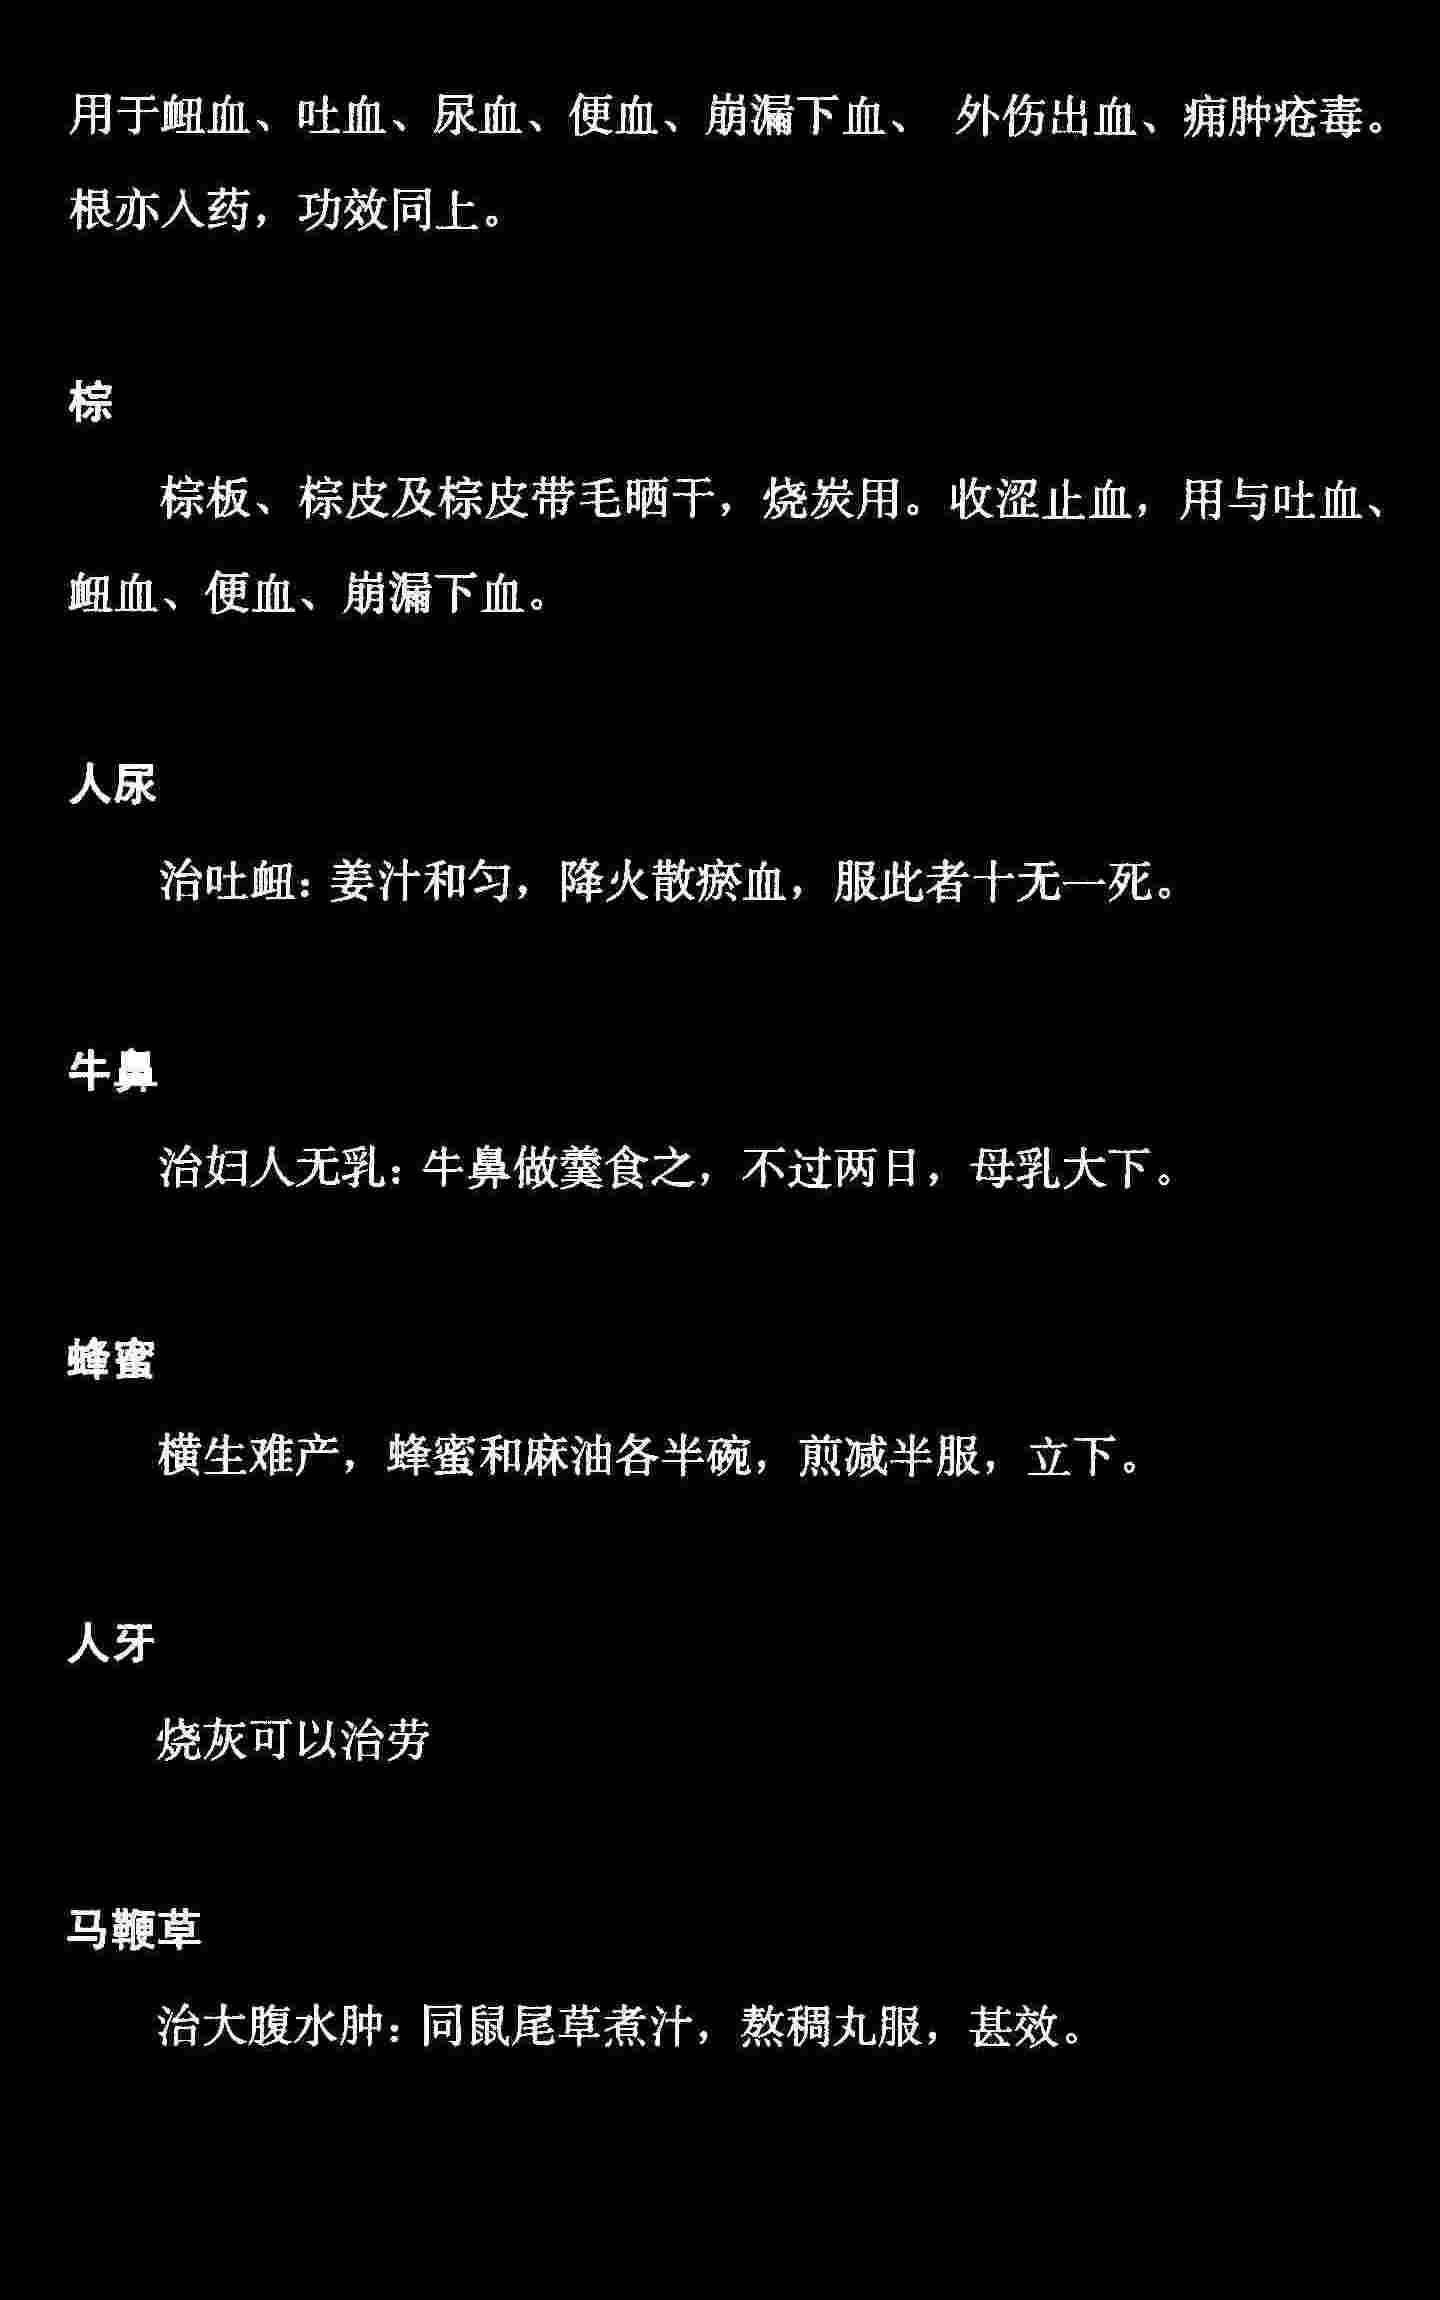 用于衄血、吐血、尿血、便血、崩漏下血、 外伤出血、痈肿疮毒。
根亦入药，功效同上。
棕
棕板、棕皮及棕皮带毛晒干，烧炭用。收涩止血，用与吐血、
衄血、便血、崩漏下血。
人尿
治吐衄：姜汁和匀，降火散瘀血，服此者十无一死。
牛鼻
治妇人无乳：牛鼻做羹食之，不过两日，母乳大下。
蜂蜜
横生难产，蜂蜜和麻油各半碗，煎减半服，立下。
人牙
烧灰可以治劳
马鞭草
治大腹水肿：同鼠尾草煮汁，熬稠丸服，甚效。